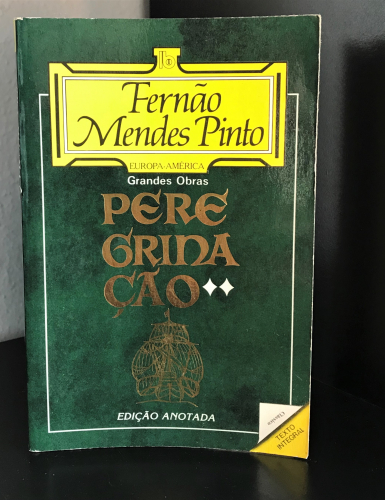 Fernão
Mendes Pinto
EUROPA-AMÉRICA
Grandes Obras
PERE
GRINA
ÇÃO
EDIÇÃO ANOTADA
TEXTO
INTEGRAL